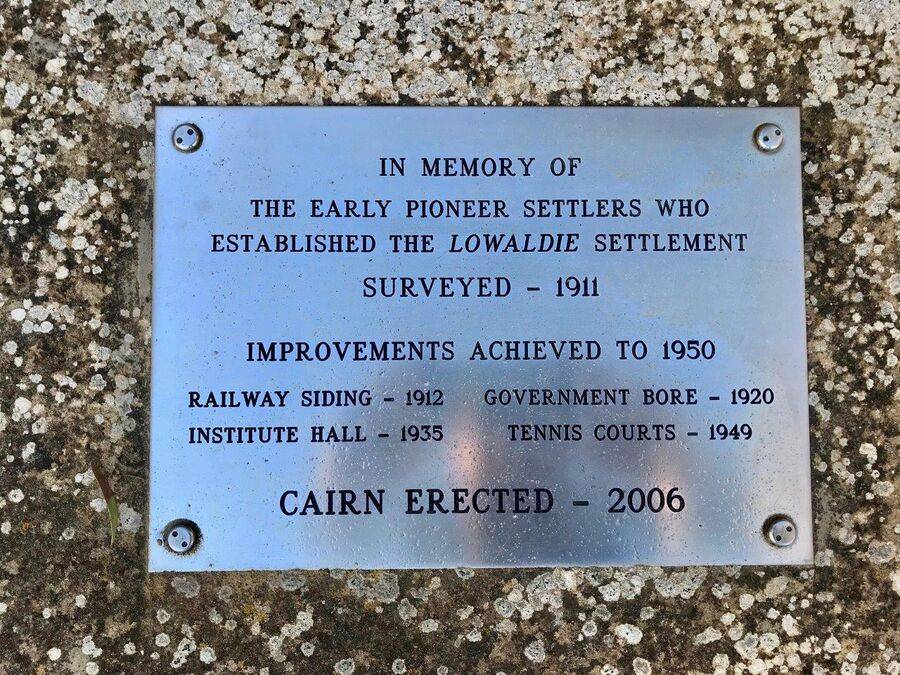 IN MEMORY OF
THE EARLY PIONEER SETTLERS WHO
ESTABLISHED THE LOWALDIE SETTLEMENT
SURVEYED - 1911
IMPROVEMENTS ACHIEVED TO 1950
RAILWAY SIDING - 1912 GOVERNMENT BORE - 1920
INSTITUTE HALL - 1935 TENNIS COURTS - 1949
CAIRN ERECTED - 2006